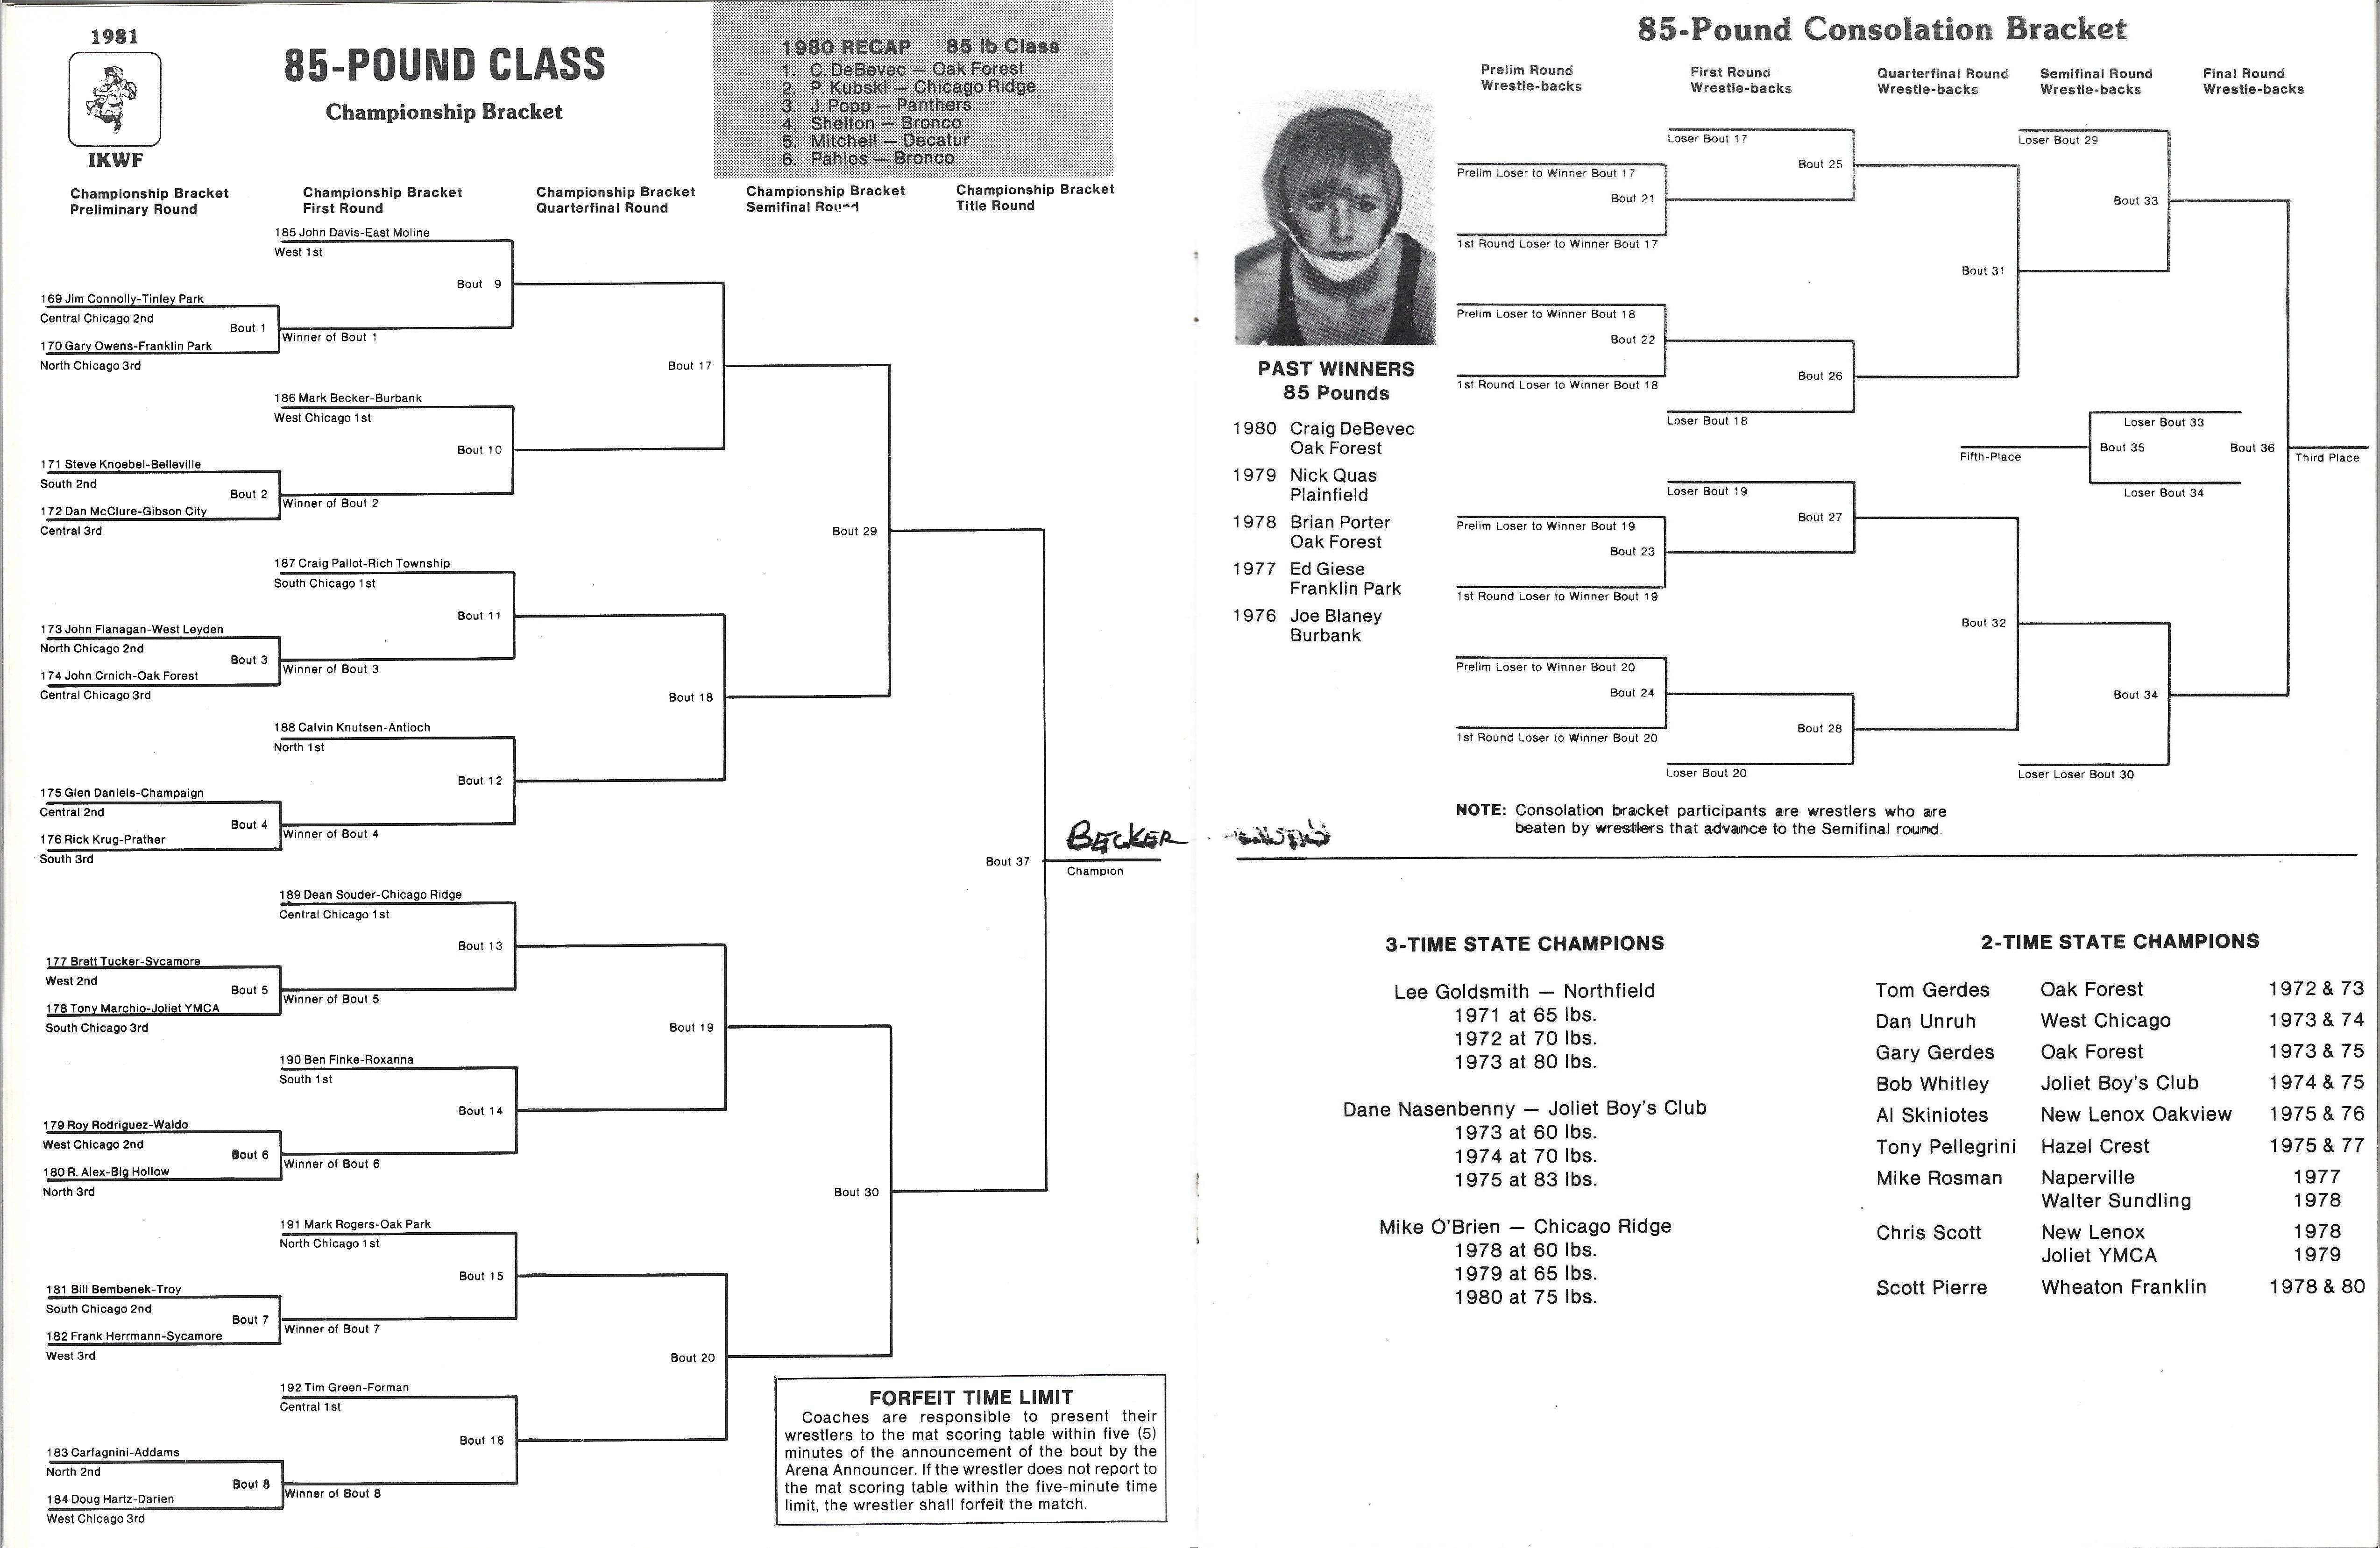 1981
IKWF
85-POUND CLASS
Championship Bracket
1980 RECAP 85 lb Class
1. C. DeBevec — Oak Forest
2. P. Kubski — Chicago Ridge
3. J. Popp — Panthers
4. Shelton — Bronco
5. Mitchell — Decatur
6. Pahios — Bronco
Championship Bracket
Preliminary Round
Championship Bracket
First Round
Championship Bracket
Quarterfinal Round
Championship Bracket
Semifinal Round
Championship Bracket
Title Round
185 John Davis-East Moline
West 1st
Bout 9
169 Jim Connolly-Tinley Park
Central Chicago 2nd
Bout 1
170 Gary Owens-Franklin Park
North Chicago 3rd
Winner of Bout 1
Bout 17
186 Mark Becker-Burbank
West Chicago 1st
Bout 10
171 Steve Knoebel-Belleville
South 2nd
Bout 2
172 Dan McClure-Gibson City
Central 3rd
Winner of Bout 2
Bout 29
187 Craig Pallot-Rich Township
South Chicago 1st
Bout 11
173 John Flanagan-West Leyden
North Chicago 2nd
Bout 3
174 John Crnich-Oak Forest
Central Chicago 3rd
Winner of Bout 3
Bout 18
188 Calvin Knutsen-Antioch
North 1st
Bout 12
175 Glen Daniels-Champaign
Central 2nd
Bout 4
176 Rick Krug-Prather
South 3rd
Winner of Bout 4
Bout 37
BECKER
Champion
189 Dean Souder-Chicago Ridge
Central Chicago 1st
Bout 13
177 Brett Tucker-Sycamore
West 2nd
Bout 5
178 Tony Marchio-Joliet YMCA
South Chicago 3rd
Winner of Bout 5
Bout 19
190 Ben Finke-Roxanna
South 1st
Bout 14
179 Roy Rodriguez-Waldo
West Chicago 2nd
Bout 6
180 R. Alex-Big Hollow
North 3rd
Winner of Bout 6
Bout 30
191 Mark Rogers-Oak Park
North Chicago 1st
Bout 15
181 Bill Bembenek-Troy
South Chicago 2nd
Bout 7
182 Frank Herrmann-Sycamore
West 3rd
Winner of Bout 7
Bout 20
192 Tim Green-Forman
Central 1st
Bout 16
183 Carfagnini-Addams
North 2nd
Bout 8
184 Doug Hartz-Darien
West Chicago 3rd
Winner of Bout 8
FORFEIT TIME LIMIT
Coaches are responsible to present their
wrestlers to the mat scoring table within five (5)
minutes of the announcement of the bout by the
Arena Announcer. If the wrestler does not report to
the mat scoring table within the five-minute time
limit, the wrestler shall forfeit the match.
85-Pound Consolation Bracket
Prelim Round
Wrestle-backs
First Round
Wrestle-backs
Quarterfinal Round
Wrestle-backs
Semifinal Round
Wrestle-backs
Final Round
Wrestle-backs
PAST WINNERS
85 Pounds
1980 Craig DeBevec
Oak Forest
1979 Nick Quas
Plainfield
1978 Brian Porter
Oak Forest
1977 Ed Giese
Franklin Park
1976 Joe Blaney
Burbank
Loser Bout 17
Bout 25
Prelim Loser to Winner Bout 17
Bout 21
1st Round Loser to Winner Bout 17
Loser Bout 29
Bout 33
Bout 31
Prelim Loser to Winner Bout 18
Bout 22
1st Round Loser to Winner Bout 18
Bout 26
Loser Bout 18
Loser Bout 33
Fifth-Place
Bout 35
Bout 36
Third Place
Loser Bout 34
Loser Bout 19
Bout 27
Prelim Loser to Winner Bout 19
Bout 23
1st Round Loser to Winner Bout 19
Bout 32
Prelim Loser to Winner Bout 20
Bout 24
1st Round Loser to Winner Bout 20
Bout 28
Loser Bout 20
Bout 34
Loser Loser Bout 30
NOTE: Consolation bracket participants are wrestlers who are
beaten by wrestlers that advance to the Semifinal round.
3-TIME STATE CHAMPIONS
Lee Goldsmith — Northfield
1971 at 65 lbs.
1972 at 70 lbs.
1973 at 80 lbs.
Dane Nasenbenny — Joliet Boy's Club
1973 at 60 lbs.
1974 at 70 lbs.
1975 at 83 lbs.
Mike O'Brien — Chicago Ridge
1978 at 60 lbs.
1979 at 65 lbs.
1980 at 75 lbs.
2-TIME STATE CHAMPIONS
Tom Gerdes Oak Forest 1972 & 73
Dan Unruh West Chicago 1973 & 74
Gary Gerdes Oak Forest 1973 & 75
Bob Whitley Joliet Boy's Club 1974 & 75
Al Skiniotes New Lenox Oakview 1975 & 76
Tony Pellegrini Hazel Crest 1975 & 77
Mike Rosman Naperville 1977
Walter Sundling 1978
Chris Scott New Lenox 1978
Joliet YMCA 1979
Scott Pierre Wheaton Franklin 1978 & 80